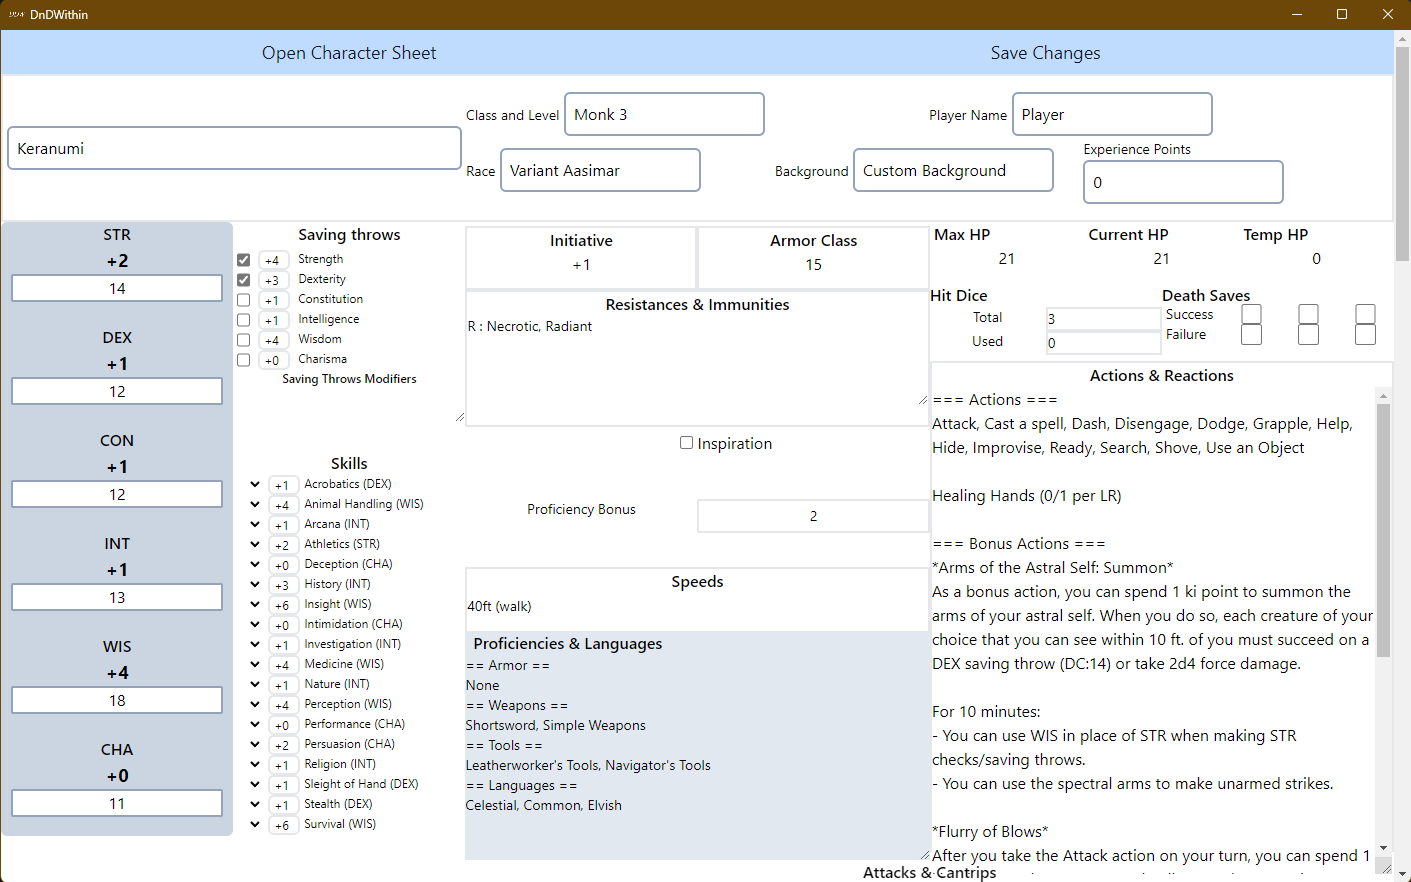 DDW DnDWithin
Open Character Sheet
Save Changes
Keranumi
Class and Level Monk 3
Player Name Player
Race Variant Aasimar
Background Custom Background
Experience Points
0
STR
+2
14
DEX
+1
12
CON
+1
12
INT
+1
13
WIS
+4
18
CHA
+0
11
Saving throws
+4 Strength
+3 Dexterity
+1 Constitution
+1 Intelligence
+4 Wisdom
+0 Charisma
Saving Throws Modifiers
Skills
+1 Acrobatics (DEX)
+4 Animal Handling (WIS)
+1 Arcana (INT)
+2 Athletics (STR)
+0 Deception (CHA)
+3 History (INT)
+6 Insight (WIS)
+0 Intimidation (CHA)
+1 Investigation (INT)
+4 Medicine (WIS)
+1 Nature (INT)
+4 Perception (WIS)
+0 Performance (CHA)
+2 Persuasion (CHA)
+1 Religion (INT)
+1 Sleight of Hand (DEX)
+1 Stealth (DEX)
+6 Survival (WIS)
Initiative
+1
Armor Class
15
Resistances & Immunities
R : Necrotic, Radiant
Inspiration
Proficiency Bonus 2
Speeds
40ft (walk)
Proficiencies & Languages
== Armor ==
None
== Weapons ==
Shortsword, Simple Weapons
== Tools ==
Leatherworker's Tools, Navigator's Tools
== Languages ==
Celestial, Common, Elvish
Max HP
21
Current HP
21
Temp HP
0
Hit Dice
Total 3
Used 0
Death Saves
Success
Failure
Actions & Reactions
=== Actions ===
Attack, Cast a spell, Dash, Disengage, Dodge, Grapple, Help,
Hide, Improvise, Ready, Search, Shove, Use an Object
Healing Hands (0/1 per LR)
=== Bonus Actions ===
*Arms of the Astral Self: Summon*
As a bonus action, you can spend 1 ki point to summon the
arms of your astral self. When you do so, each creature of your
choice that you can see within 10 ft. of you must succeed on a
DEX saving throw (DC:14) or take 2d4 force damage.
For 10 minutes:
- You can use WIS in place of STR when making STR
checks/saving throws.
- You can use the spectral arms to make unarmed strikes.
*Flurry of Blows*
After you take the Attack action on your turn, you can spend 1
Attacks & Cantrips